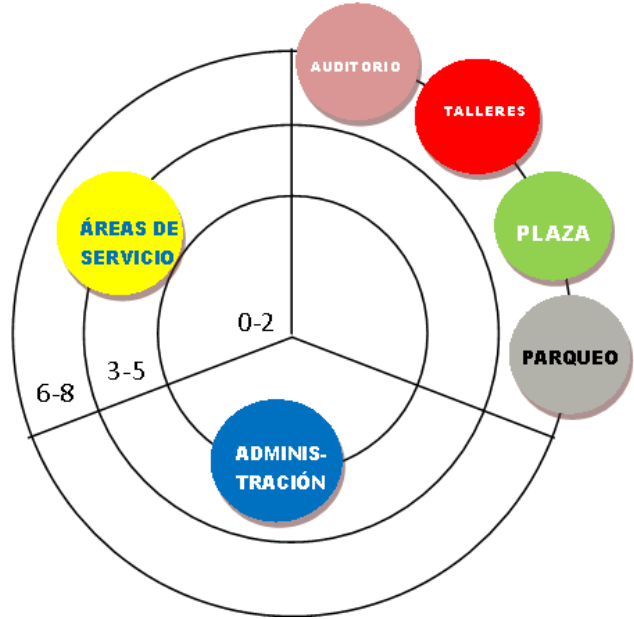 AUDITORIO
TALLERES
ÁREAS DE
SERVICIO
PLAZA
0-2
PARQUEO
3-5
6-8
ADMINIS-
TRACIÓN